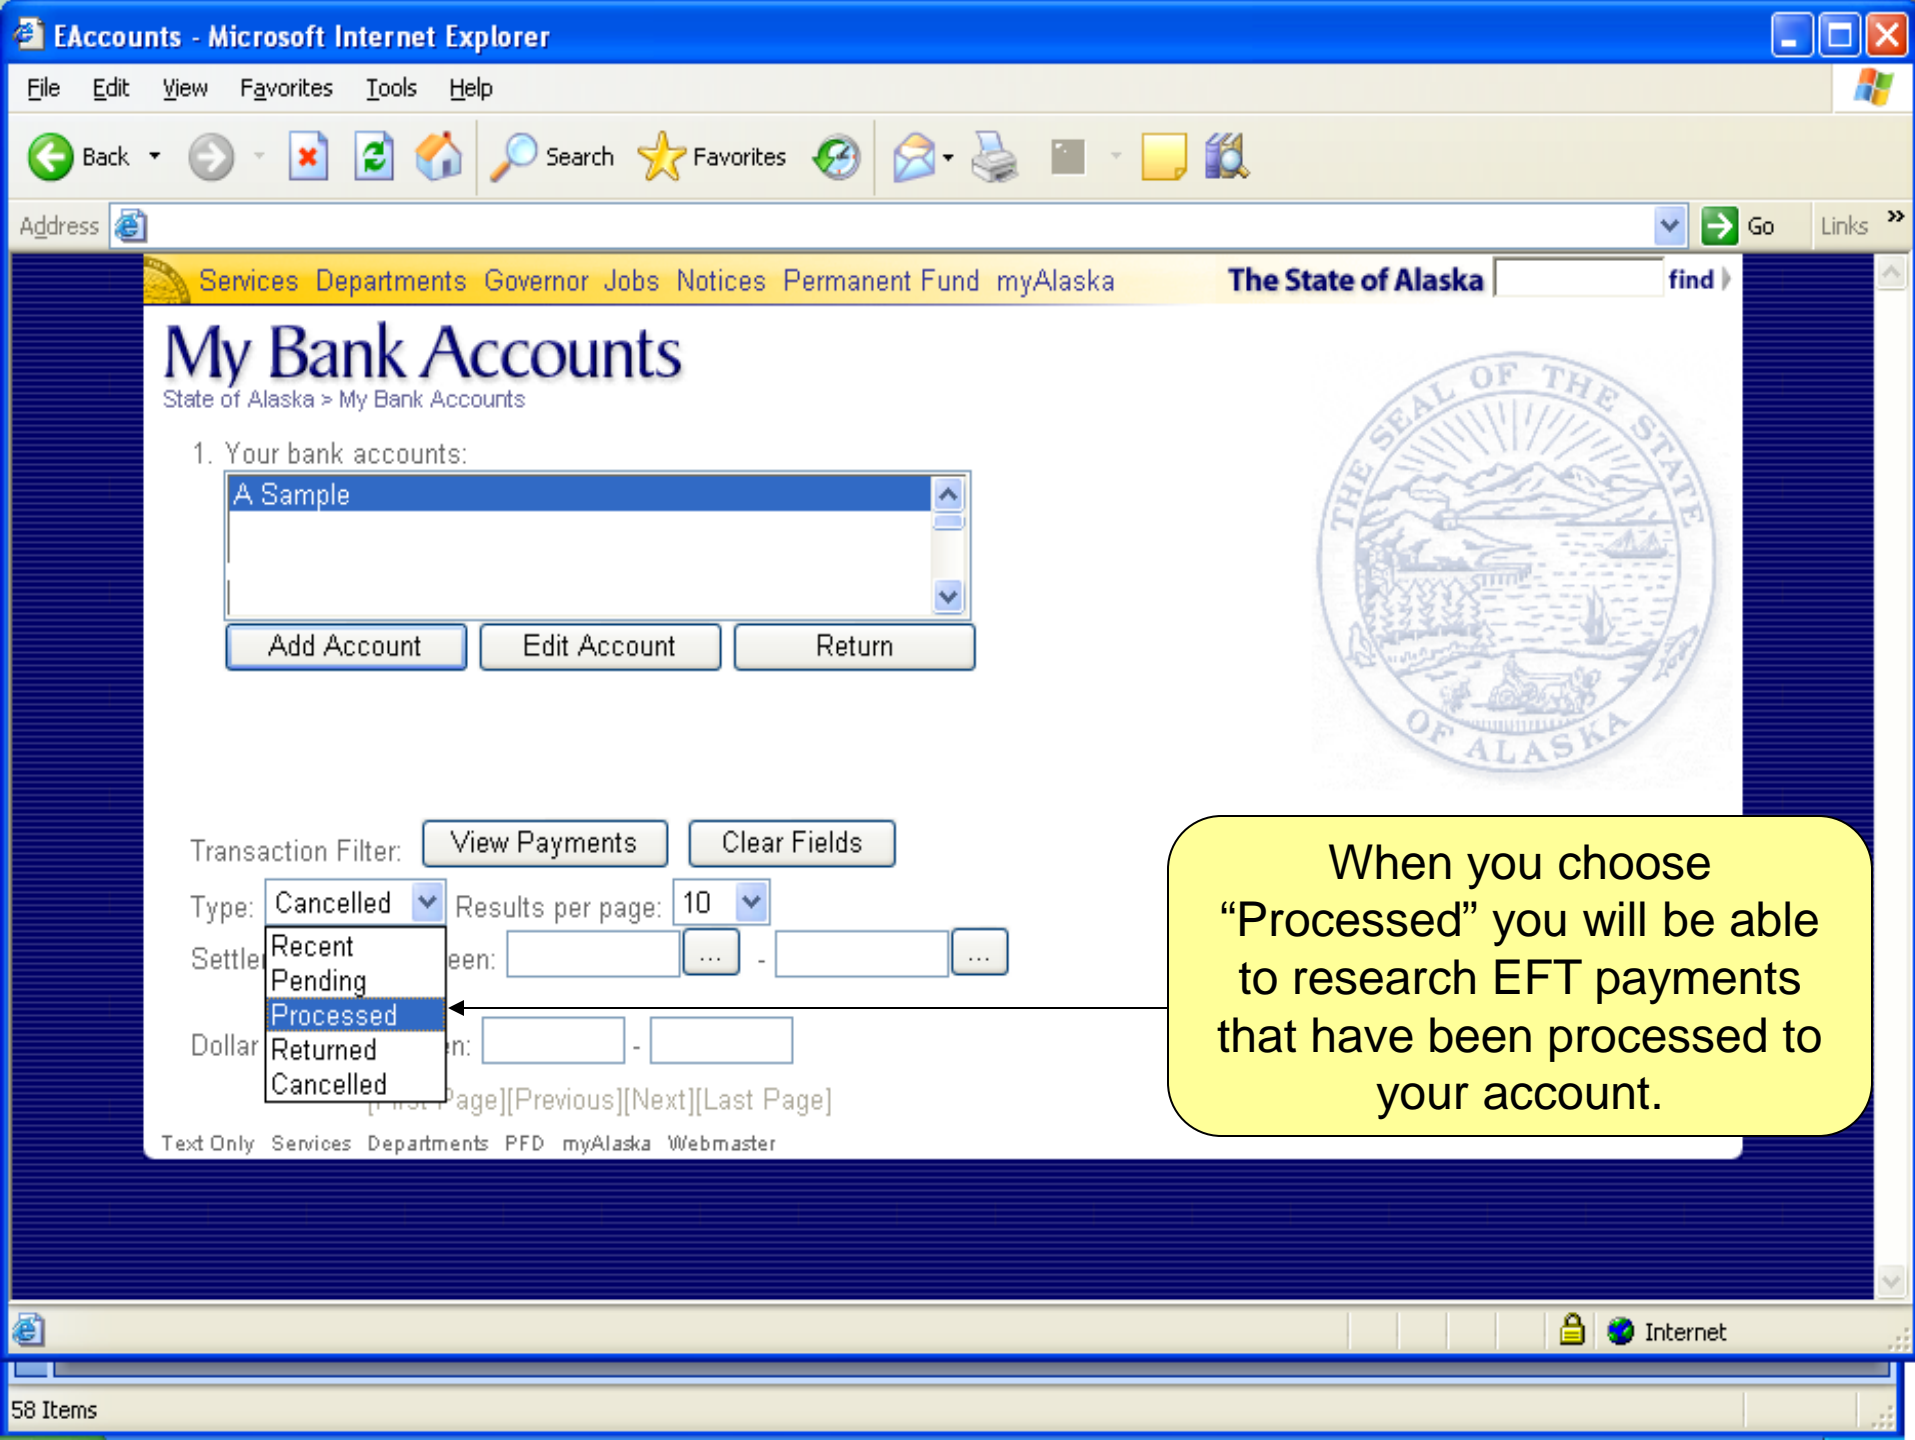 EAccounts - Microsoft Internet Explorer
File Edit View Favorites Tools Help
Back Search Favorites
Address Go Links »
Services Departments Governor Jobs Notices Permanent Fund myAlaska The State of Alaska find
My Bank Accounts
State of Alaska > My Bank Accounts
THE SEAL OF THE STATE OF ALASKA
1. Your bank accounts:
A Sample
Add Account Edit Account Return
Transaction Filter: View Payments Clear Fields
Type: Cancelled Results per page: 10
Recent
Settle een: ... - ...
Pending
Processed
Dollar n: -
Returned
Cancelled
Page][Previous][Next][Last Page]
Text Only Services Departments PFD myAlaska Webmaster
When you choose
“Processed” you will be able
to research EFT payments
that have been processed to
your account.
Internet
58 Items